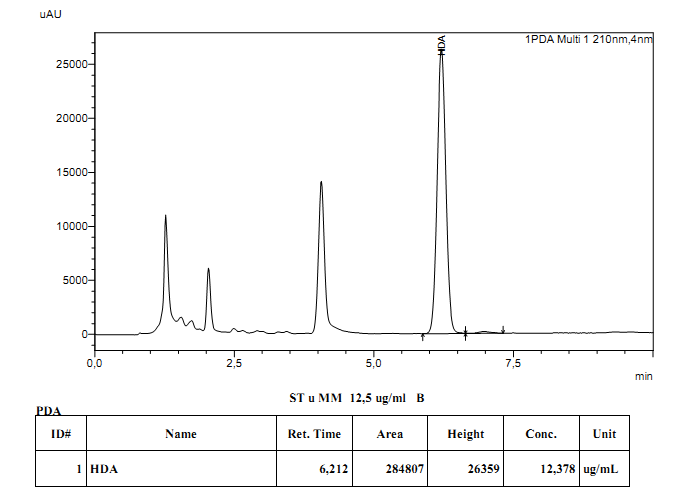 uAU
HDA
1PDA Multi 1 210nm,4nm
25000
20000
15000
10000
5000
0
0,0 2,5 5,0 7,5
min
ST u MM 12,5 ug/ml B
PDA
ID# Name Ret. Time Area Height Conc. Unit
1 HDA 6,212 284807 26359 12,378 ug/mL